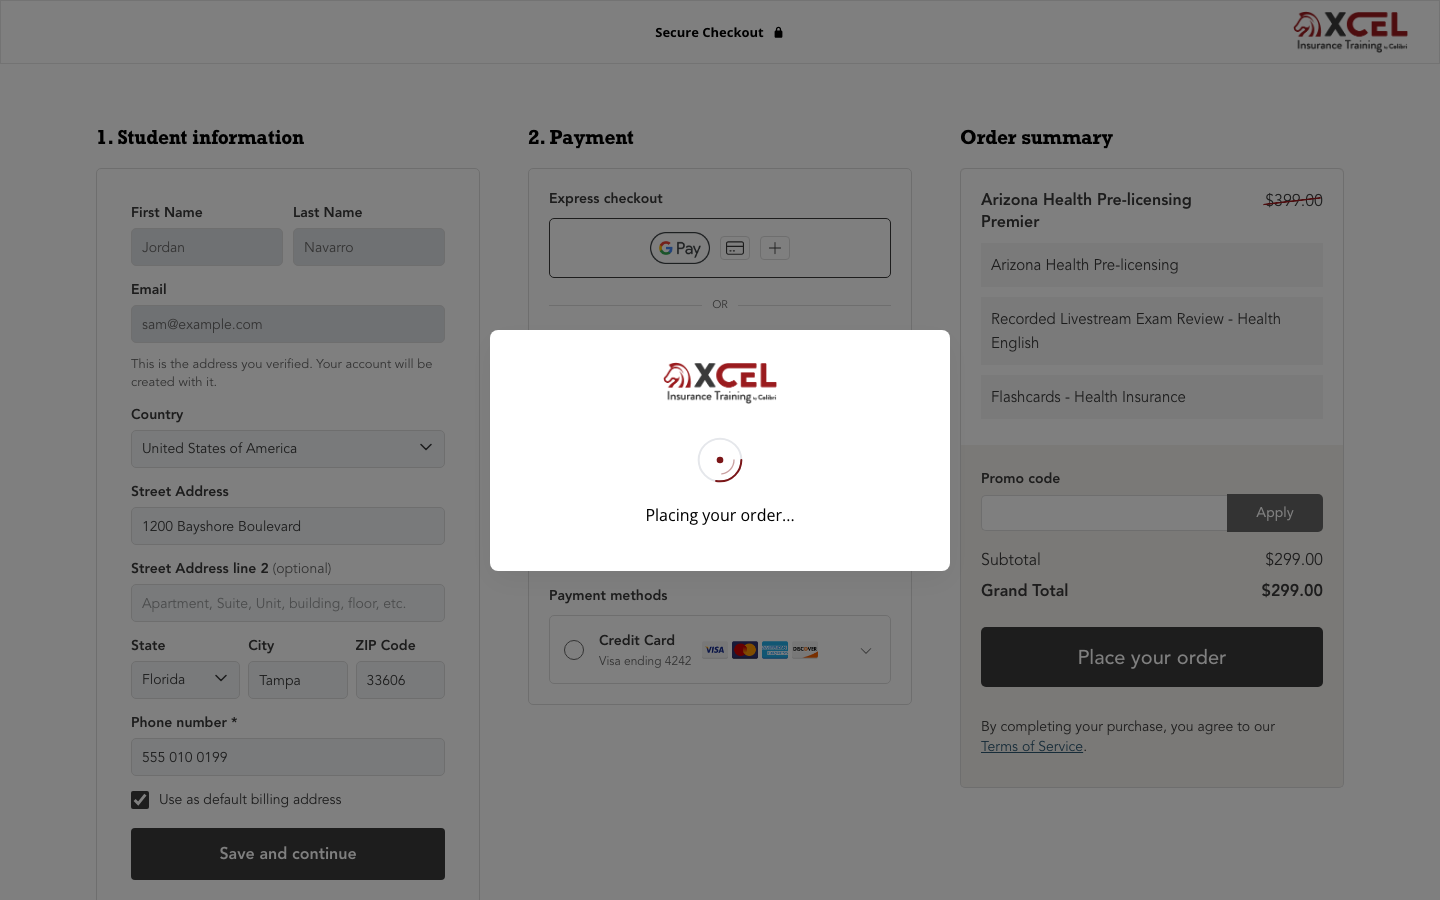 Secure Checkout
XCEL
Insurance Training by Calibri
1. Student information
First Name
Last Name
Jordan
Navarro
Email
sam@example.com
This is the address you verified. Your account will be
created with it.
Country
United States of America
Street Address
1200 Bayshore Boulevard
Street Address line 2 (optional)
Apartment, Suite, Unit, building, floor, etc.
State
City
ZIP Code
Florida
Tampa
33606
Phone number *
555 010 0199
Use as default billing address
Save and continue
2. Payment
Express checkout
G Pay
OR
XCEL
Insurance Training by Calibri
Placing your order...
Payment methods
Credit Card
Visa ending 4242
VISA
DISCOVER
Order summary
Arizona Health Pre-licensing
Premier
$399.00
Arizona Health Pre-licensing
Recorded Livestream Exam Review - Health
English
Flashcards - Health Insurance
Promo code
Apply
Subtotal
$299.00
Grand Total
$299.00
Place your order
By completing your purchase, you agree to our
Terms of Service.